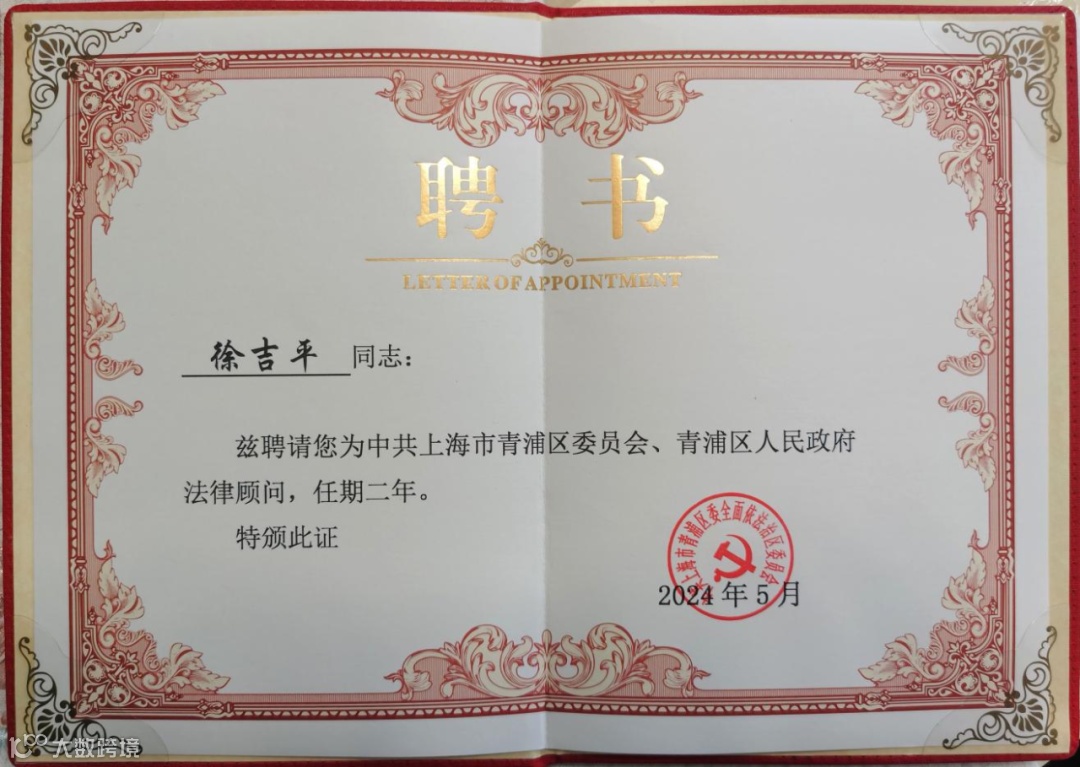 聘 书
LETTER OF APPOINTMENT
徐吉平 同志：
兹聘请您为中共上海市青浦区委员会、青浦区人民政府
法律顾问，任期二年。
特颁此证
上海市青浦区委全面依法治区委员会
2024年5月
大数跨境